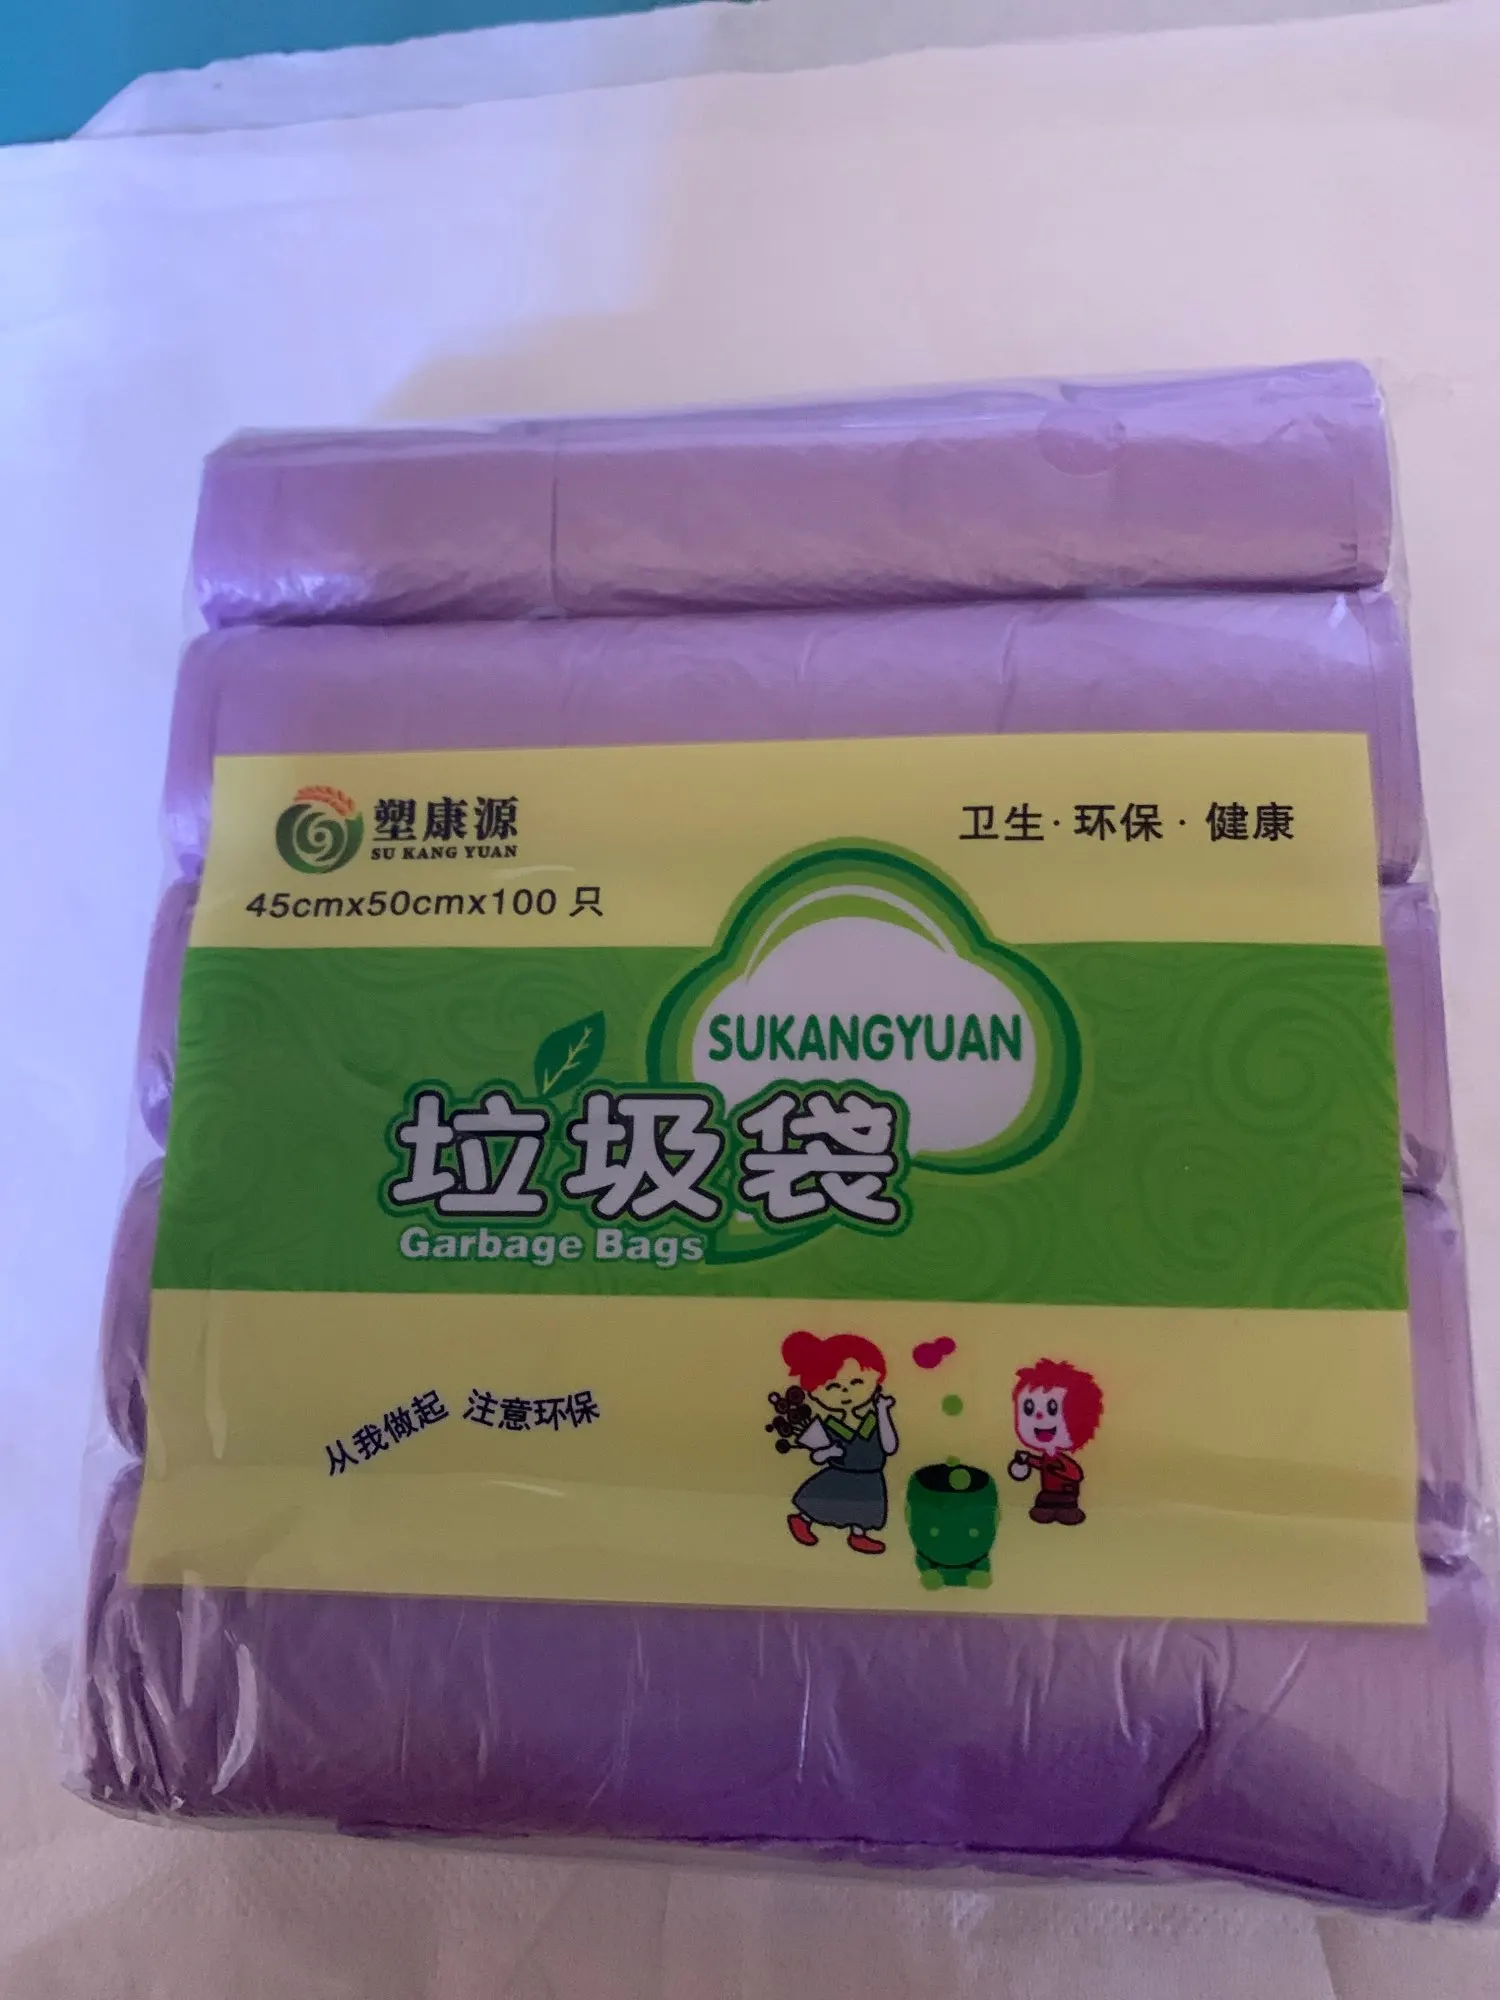 塑康源
SU KANG YUAN
卫生·环保·健康
45cmx50cmx100 只
SUKANGYUAN
垃圾袋
Garbage Bags
从我做起 注意环保